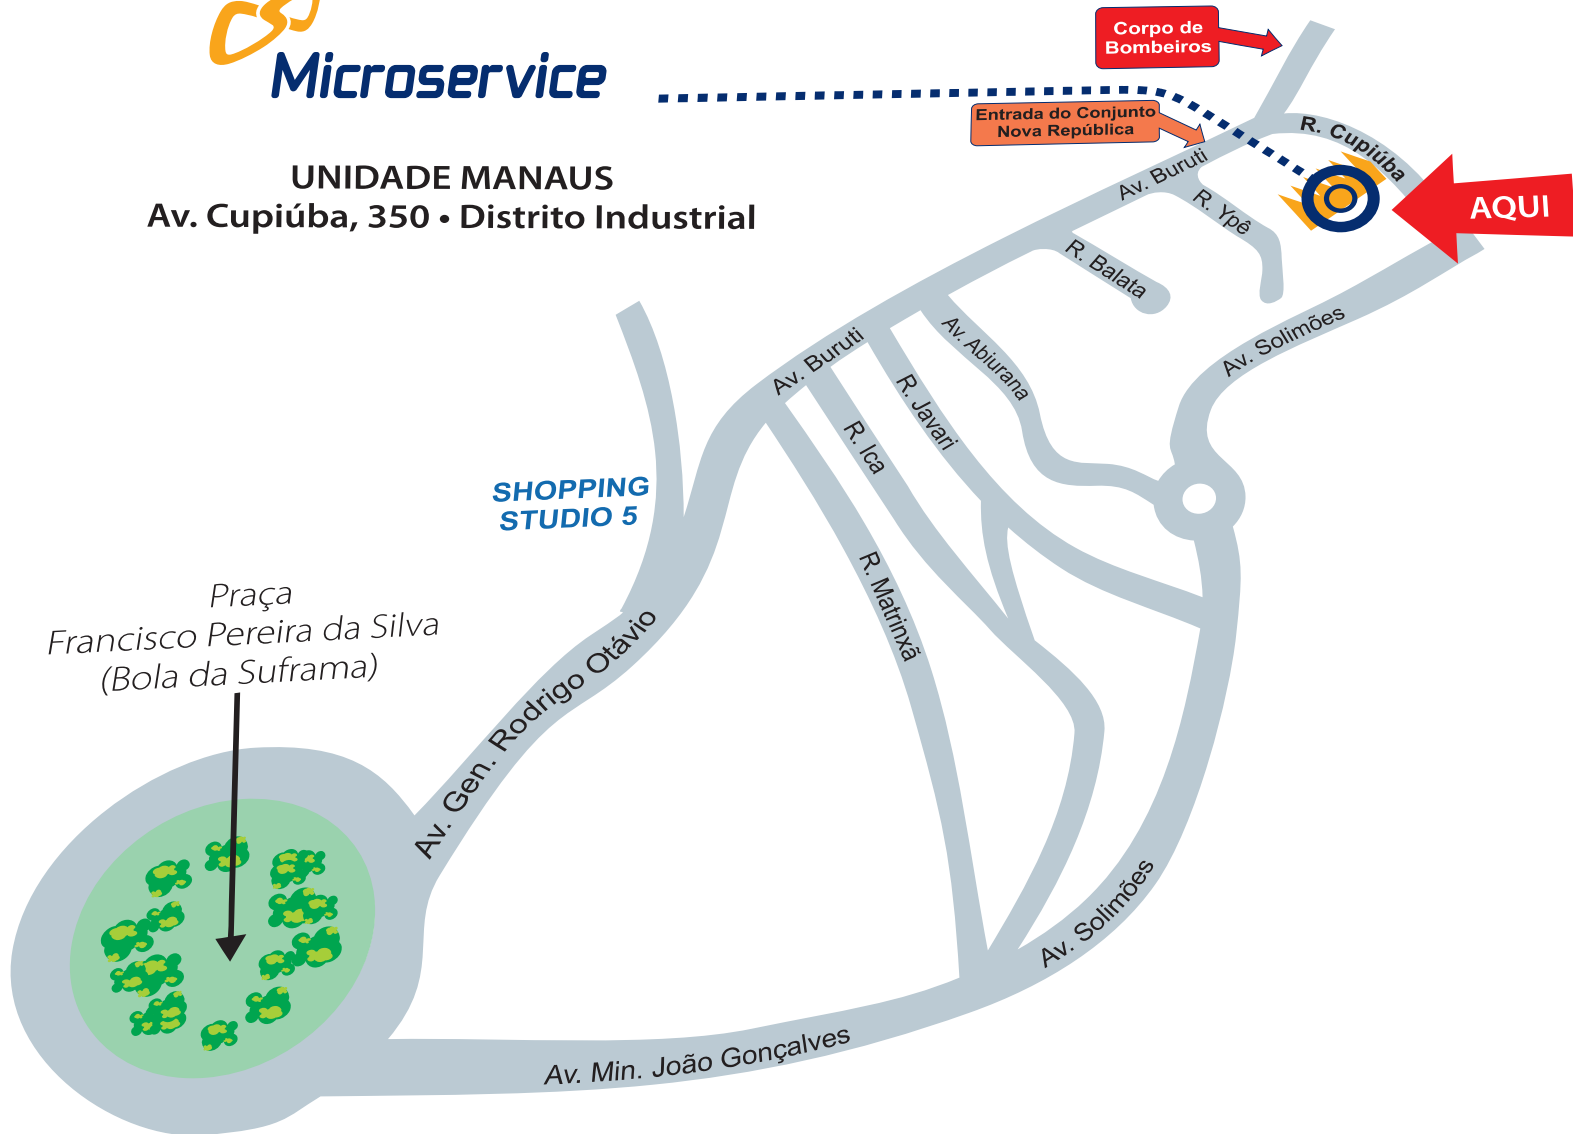 Microservice
UNIDADE MANAUS
Av. Cupiúba, 350 • Distrito Industrial
Corpo de
Bombeiros
Entrada do Conjunto
Nova República
R. Cupiúba
AQUI
Av. Buruti
R. Ypê
R. Balata
Av. Solimões
Av. Buruti
Av. Abiurana
R. Javari
R. Ica
SHOPPING
STUDIO 5
R. Matrinxã
Praça
Francisco Pereira da Silva
(Bola da Suframa)
Av. Gen. Rodrigo Otávio
Av. Solimões
Av. Min. João Gonçalves